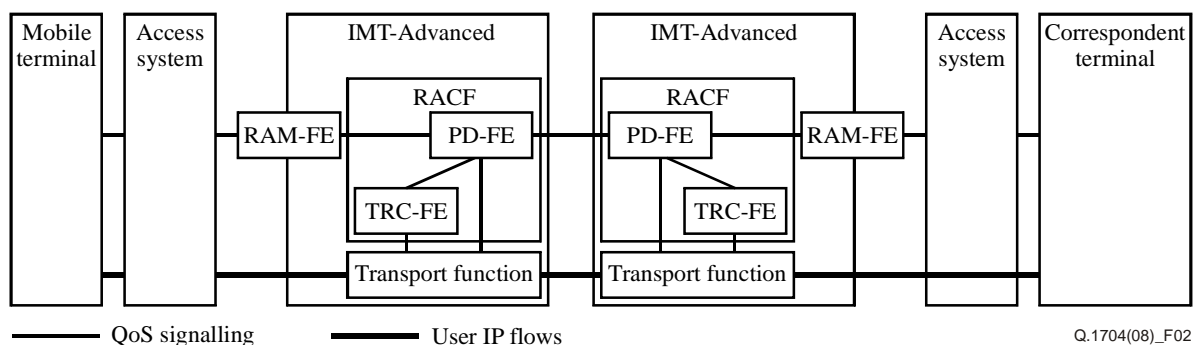 Mobile
terminal
Access
system
IMT-Advanced
IMT-Advanced
Access
system
Correspondent
terminal
RACF
RACF
RAM-FE
PD-FE
PD-FE
RAM-FE
TRC-FE
TRC-FE
Transport function
Transport function
QoS signalling
User IP flows
Q.1704(08)_F02